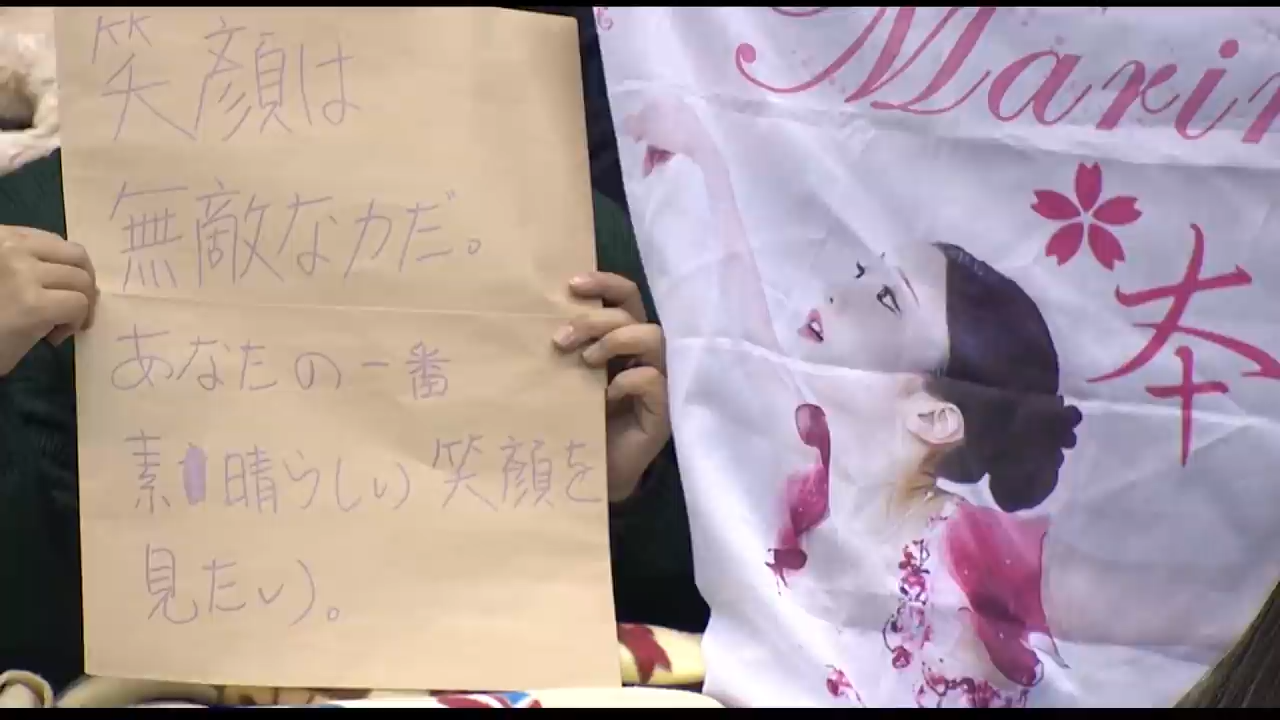 笑顔は
無敵な力だ。
あなたの一番
素晴らしい笑顔を
見たい。
Marin
本